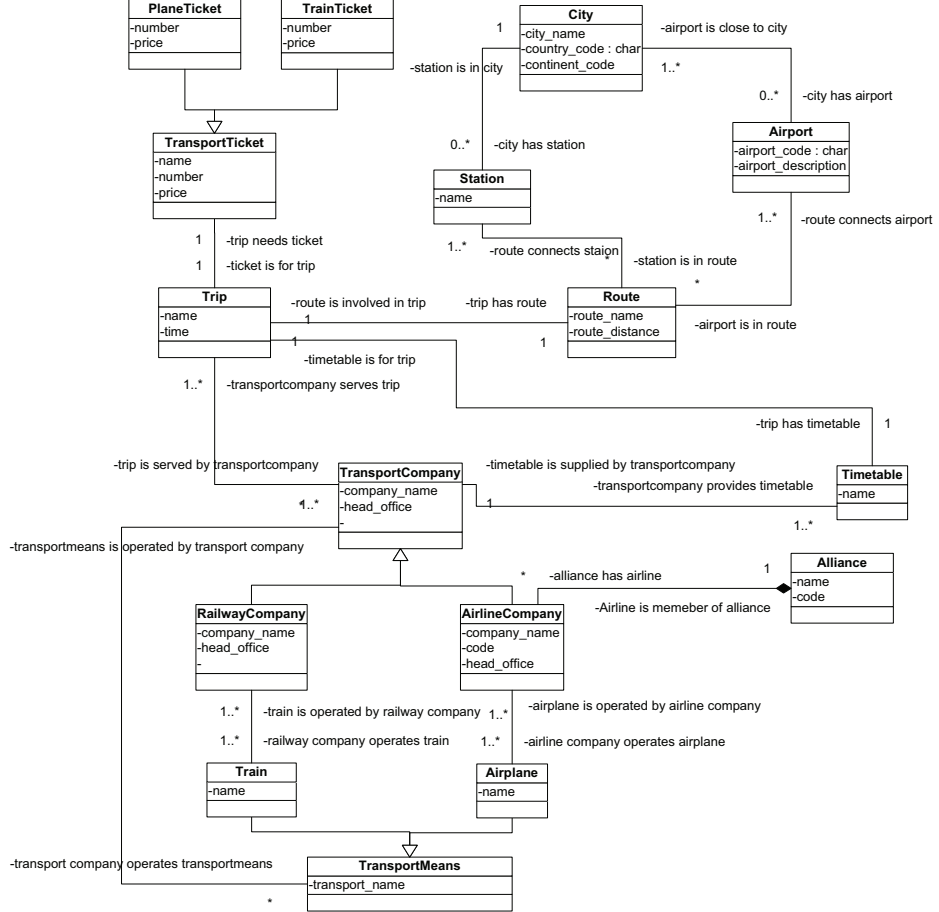 PlaneTicket
-number
-price
TrainTicket
-number
-price
City
-city_name
-country_code : char
-continent_code
1
-station is in city
-airport is close to city
1..*
0..*
-city has airport
Airport
-airport_code : char
-airport_description
TransportTicket
-name
-number
-price
0..*
-city has station
Station
-name
1..*
-route connects airport
1
-trip needs ticket
1
-ticket is for trip
1..*
-route connects staion
*
-station is in route
*
Trip
-name
-time
-route is involved in trip
1
-trip has route
1
Route
-route_name
-route_distance
-airport is in route
1
-timetable is for trip
1..*
-transportcompany serves trip
-trip has timetable
1
-trip is served by transportcompany
1..*
*
TransportCompany
-company_name
-head_office
-
-timetable is supplied by transportcompany
-transportcompany provides timetable
1
1..*
Timetable
-name
-transportmeans is operated by transport company
*
-alliance has airline
1
-Airline is memeber of alliance
Alliance
-name
-code
RailwayCompany
-company_name
-head_office
-
AirlineCompany
-company_name
-code
-head_office
1..*
-train is operated by railway company
1..*
-railway company operates train
1..*
-airplane is operated by airline company
1..*
-airline company operates airplane
Train
-name
Airplane
-name
-transport company operates transportmeans
*
TransportMeans
-transport_name